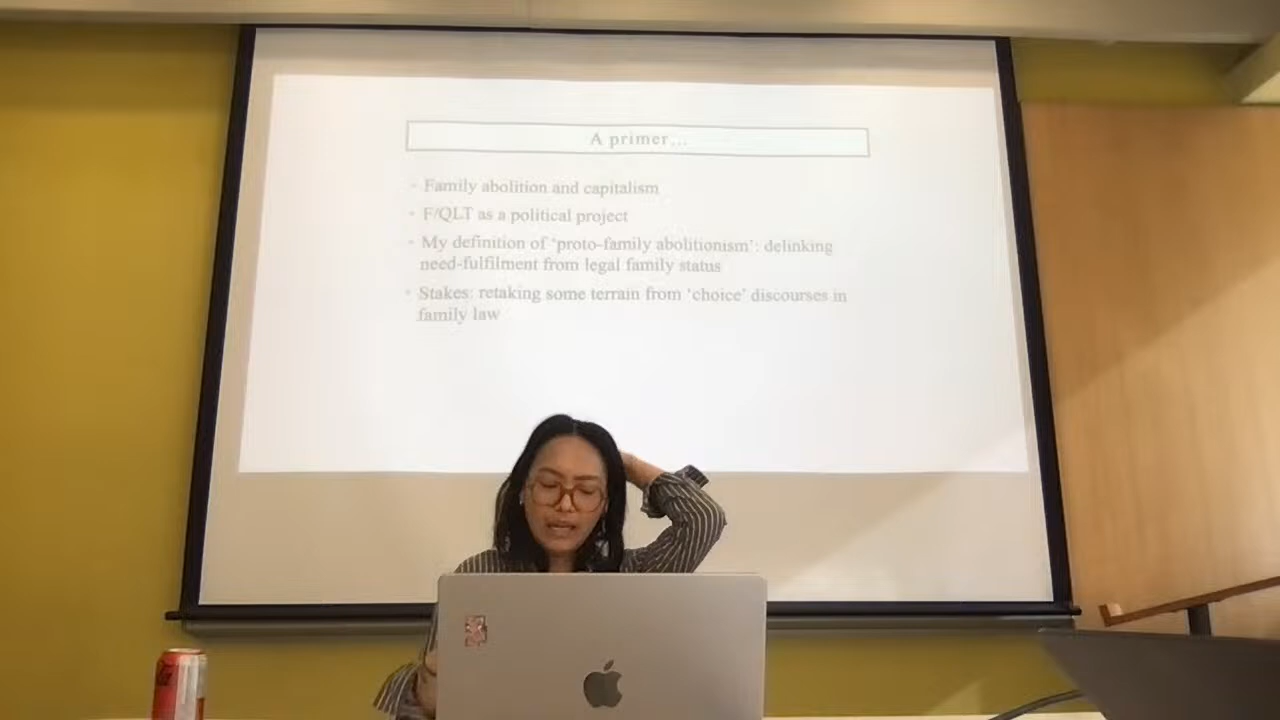 A primer...
Family abolition and capitalism
F/QLT as a political project
My definition of ‘proto-family abolitionism’: delinking
need-fulfilment from legal family status
Stakes: retaking some terrain from ‘choice’ discourses in
family law